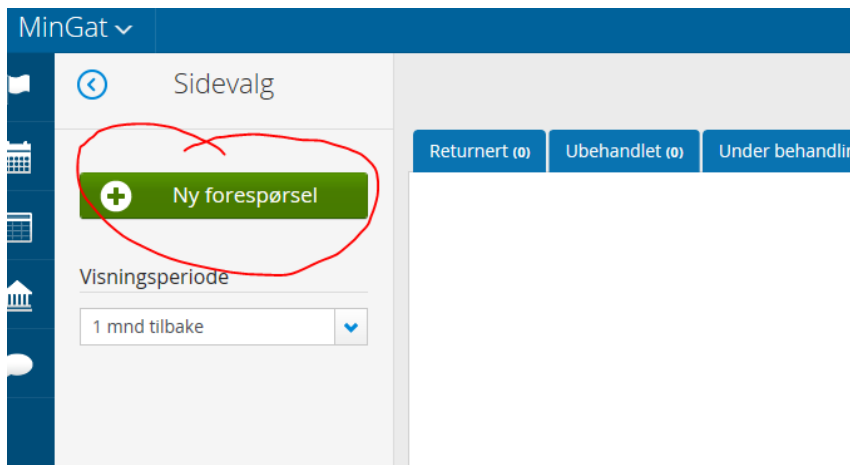 MinGat
Sidevalg
Ny forespørsel
Visningsperiode
1 mnd tilbake
Returnert (0)
Ubehandlet (0)
Under behandlin